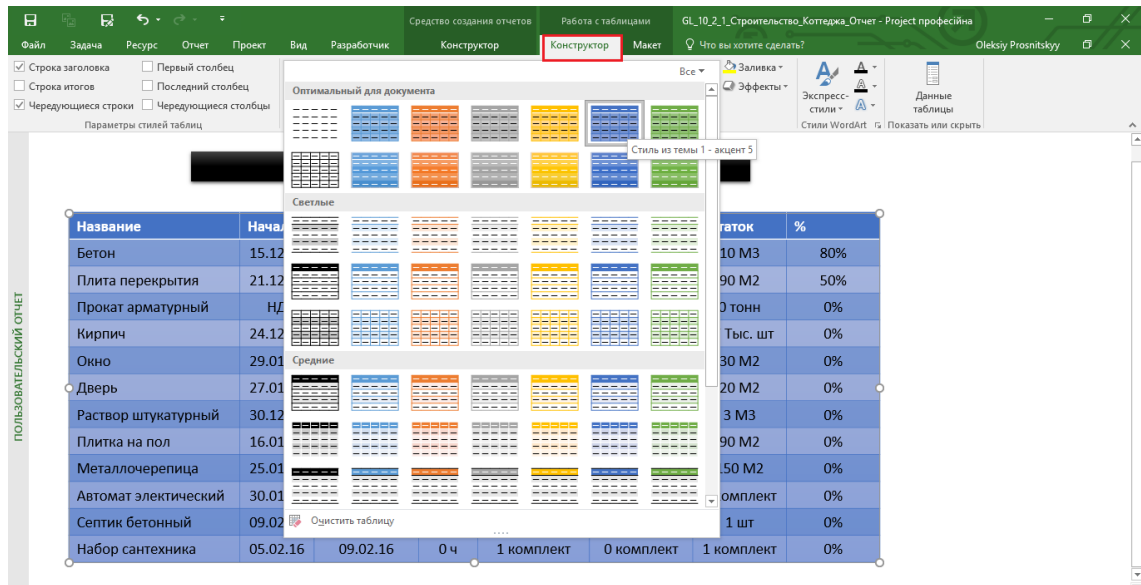 Средство создания отчетов Работа с таблицами GL_10_2_1_Строительство_Коттеджа_Отчет - Project професійна
Файл Задача Ресурс Отчет Проект Вид Разработчик Конструктор Конструктор Макет Что вы хотите сделать? Oleksiy Prosnitskyy
Строка заголовка Первый столбец
Строка итогов Последний столбец
Чередующиеся строки Чередующиеся столбцы
Параметры стилей таблиц
Все
Оптимальный для документа
Стиль из темы 1 - акцент 5
Светлые
Средние
Очистить таблицу
Заливка
Эффекты
Экспресс-стили
Стили WordArt
Данные таблицы
Показать или скрыть
ПОЛЬЗОВАТЕЛЬСКИЙ ОТЧЕТ
Название %
Бетон 15.12 10 М3 80%
Плита перекрытия 21.12 90 М2 50%
Прокат арматурный тонн 0%
Кирпич 24.12 Тыс. шт 0%
Окно 29.01 30 М2 0%
Дверь 27.01 20 М2 0%
Раствор штукатурный 30.12 3 М3 0%
Плитка на пол 16.01 90 М2 0%
Металлочерепица 25.01 50 М2 0%
Автомат электический 30.01 0%
Септик бетонный 09.02 1 шт 0%
Набор сантехника 05.02.16 09.02.16 0 ч 1 комплект 0 комплект 1 комплект 0%